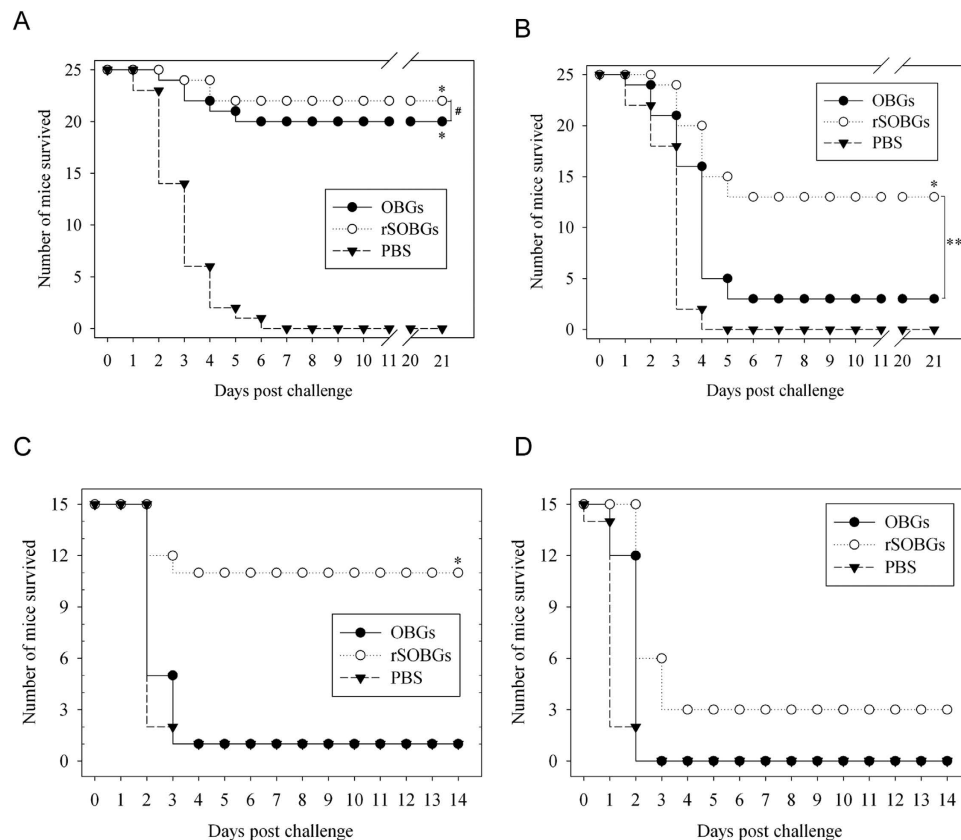 A
Number of mice survived
25
20
15
10
5
0
*
#
*
OBGs
rSOBGs
PBS
0 1 2 3 4 5 6 7 8 9 10 11 20 21
Days post challenge
B
Number of mice survived
25
20
15
10
5
0
OBGs
rSOBGs
PBS
*
**
0 1 2 3 4 5 6 7 8 9 10 11 20 21
Days post challenge
C
Number of mice survived
15
12
9
6
3
0
*
OBGs
rSOBGs
PBS
0 1 2 3 4 5 6 7 8 9 10 11 12 13 14
Days post challenge
D
Number of mice survived
15
12
9
6
3
0
OBGs
rSOBGs
PBS
0 1 2 3 4 5 6 7 8 9 10 11 12 13 14
Days post challenge